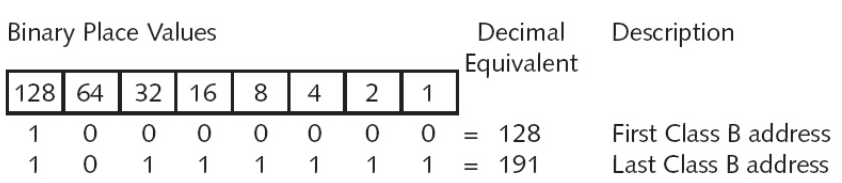 Binary Place Values Decimal Equivalent Description
128 64 32 16 8 4 2 1
1 0 0 0 0 0 0 0 = 128 First Class B address
1 0 1 1 1 1 1 1 = 191 Last Class B address